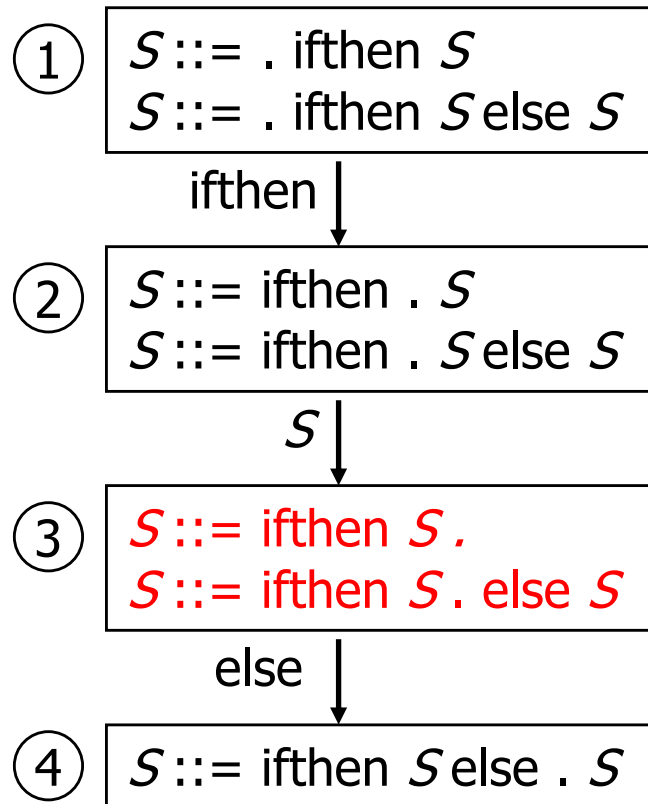 1
S ::= . ifthen S
S ::= . ifthen S else S
ifthen
2
S ::= ifthen . S
S ::= ifthen . S else S
S
3
S ::= ifthen S .
S ::= ifthen S . else S
else
4
S ::= ifthen S else . S